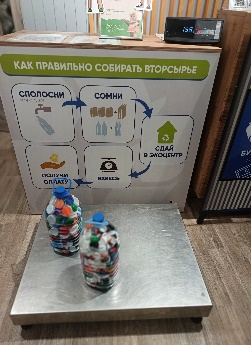 КАК ПРАВИЛЬНО СОБИРАТЬ ВТОРСЫРЬЕ
СПОЛОСНИ
СОМНИ
СДАЙ
В ЭКОЦЕНТР
ВЗВЕСЬ
ПОЛУЧИ
ОПЛАТУ